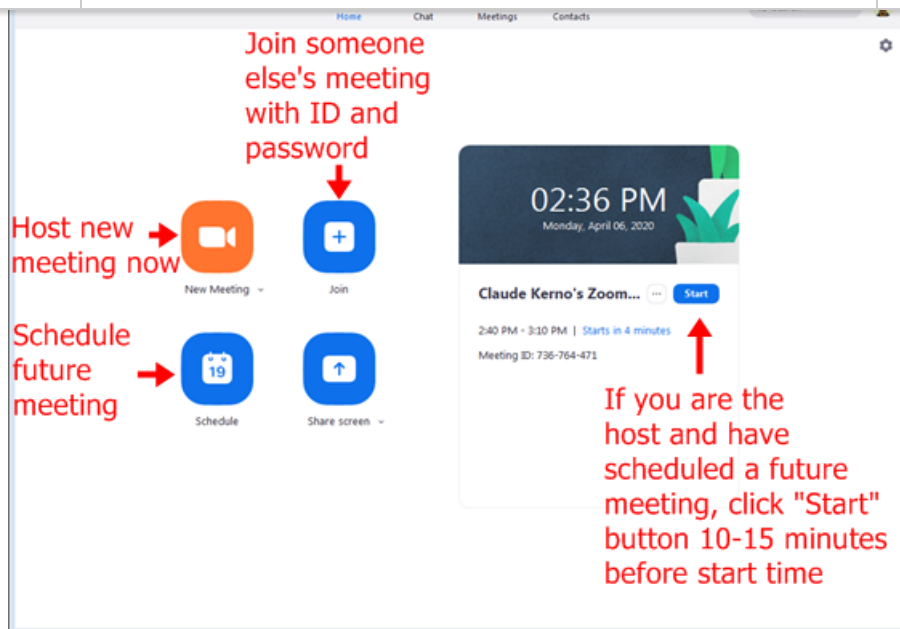 Home Chat Meetings Contacts
Join someone
else's meeting
with ID and
password
Host new
meeting now
New Meeting
Join
Schedule
future
meeting
19
Schedule
Share screen
02:36 PM
Monday, April 06, 2020
Claude Kerno's Zoom... ... Start
2:40 PM - 3:10 PM | Starts in 4 minutes
Meeting ID: 736-764-471
If you are the
host and have
scheduled a future
meeting, click "Start"
button 10-15 minutes
before start time